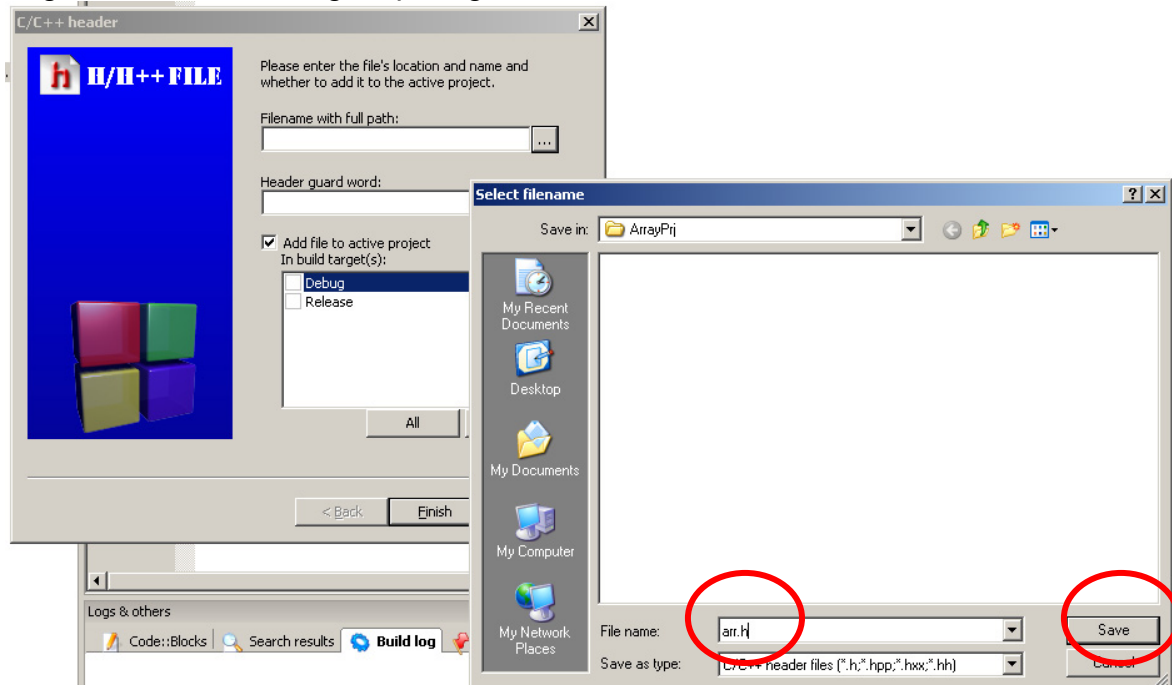 C/C++ header
h H/H++ FILE
Please enter the file's location and name and
whether to add it to the active project.
Filename with full path:
...
Header guard word:
Add file to active project
In build target(s):
Debug
Release
All
< Back
Finish
Select filename
Save in:
ArrayPrj
My Recent
Documents
Desktop
My Documents
My Computer
My Network
Places
File name:
arr.h
Save
Save as type:
C/C++ header files (*.h;*.hpp;*.hxx;*.hh)
Cancel
Logs & others
Code::Blocks
Search results
Build log